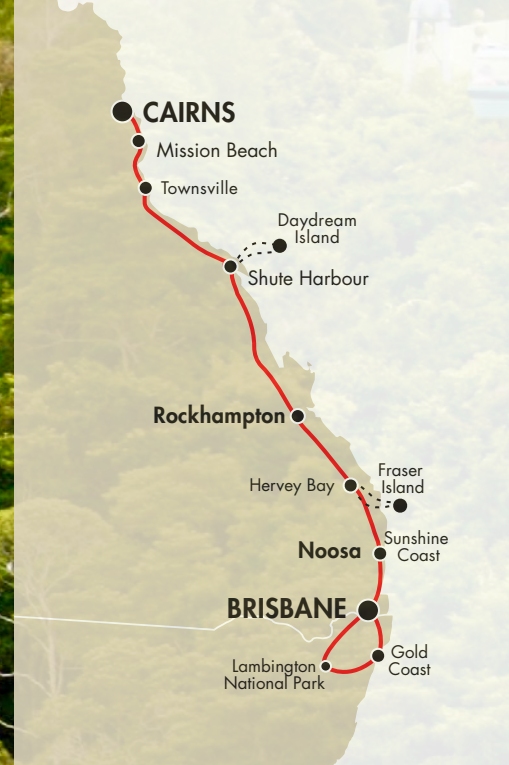 CAIRNS
Mission Beach
Townsville
Daydream
Island
Shute Harbour
Rockhampton
Hervey Bay
Fraser
Island
Sunshine
Coast
Noosa
BRISBANE
Gold
Coast
Lambington
National Park